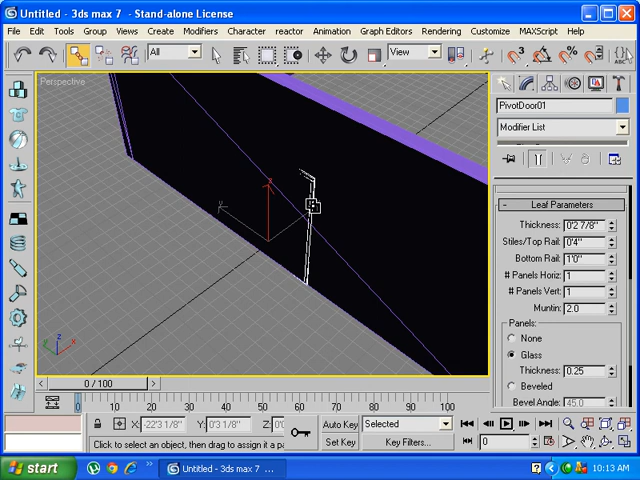 Untitled - 3ds max 7 - Stand-alone License
File Edit Tools Group Views Create Modifiers Character reactor Animation Graph Editors Rendering Customize MAXScript Help
All
View
Perspective
PivotDoor01
Modifier List
- Leaf Parameters
Thickness: 0'2 7/8"
Stiles/Top Rail: 0'4"
Bottom Rail: 1'0"
# Panels Horiz: 1
# Panels Vert: 1
Muntin: 2.0
Panels:
None
Glass
Thickness: 0.25
Beveled
Bevel Angle: 45.0
z
y
z
y
x
0 / 100
0 10 20 30 40 50 60 70 80 90 100
X: -22'3 1/8" Y: 0'3 1/8" Z: 0'0
Auto Key Selected
Set Key Key Filters...
0
Click to select an object, then drag to assign it a pa
start
Untitled - 3ds max 7 ...
10:13 AM